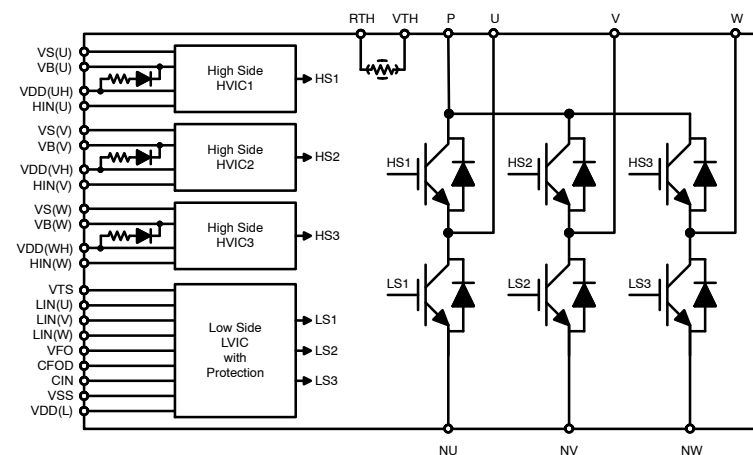 RTH VTH P U V W
VS(U)
VB(U)
VDD(UH)
HIN(U)
High Side
HVIC1
HS1
VS(V)
VB(V)
VDD(VH)
HIN(V)
High Side
HVIC2
HS2
VS(W)
VB(W)
VDD(WH)
HIN(W)
High Side
HVIC3
HS3
VTS
LIN(U)
LIN(V)
LIN(W)
VFO
CFOD
CIN
VSS
VDD(L)
Low Side
LVIC
with
Protection
LS1
LS2
LS3
HS1 HS2 HS3
LS1 LS2 LS3
NU NV NW